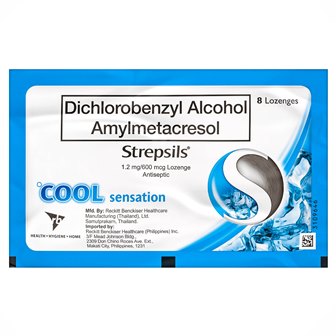 Dichlorobenzyl Alcohol
Amylmetacresol
8 Lozenges
Strepsils®
1.2 mg/600 mcg Lozenge
Antiseptic
COOL sensation
Mfd. By: Reckitt Benckiser Healthcare
Manufacturing (Thailand), Ltd.
Samutprakarn, Thailand.
Imported by:
Reckitt Benckiser Healthcare (Philippines) Inc.
3/F Mead Johnson Bldg.,
2309 Don Chino Roces Ave. Ext.,
Makati City, Philippines, 1231
HEALTH • HYGIENE • HOME